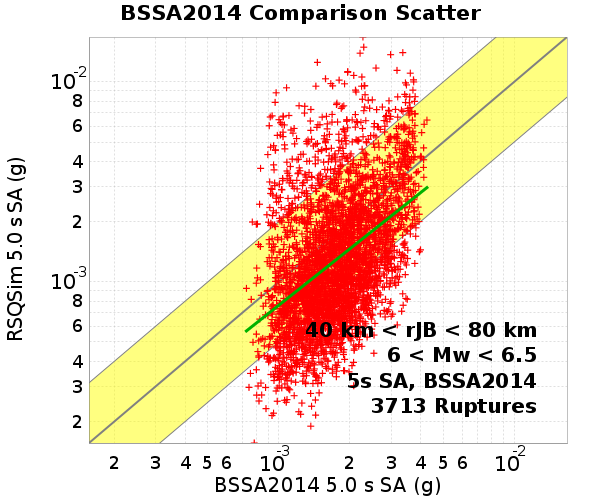 BSSA2014 Comparison Scatter
RSQSim 5.0 s SA (g)
10-2
8
6
4
3
2
10-3
8
6
4
3
2
40 km < rJB < 80 km
6 < Mw < 6.5
5s SA, BSSA2014
3713 Ruptures
2 3 4 5 6 10-3 2 3 4 5 6 10-2
BSSA2014 5.0 s SA (g)